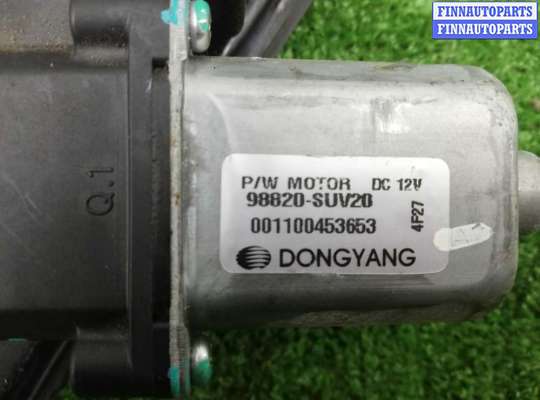 FINNAUTOPARTS
FINNAUTOPARTS
P/W MOTOR DC 12V
98820-SUV20
001100453653
4F27
DONGYANG
Q.1